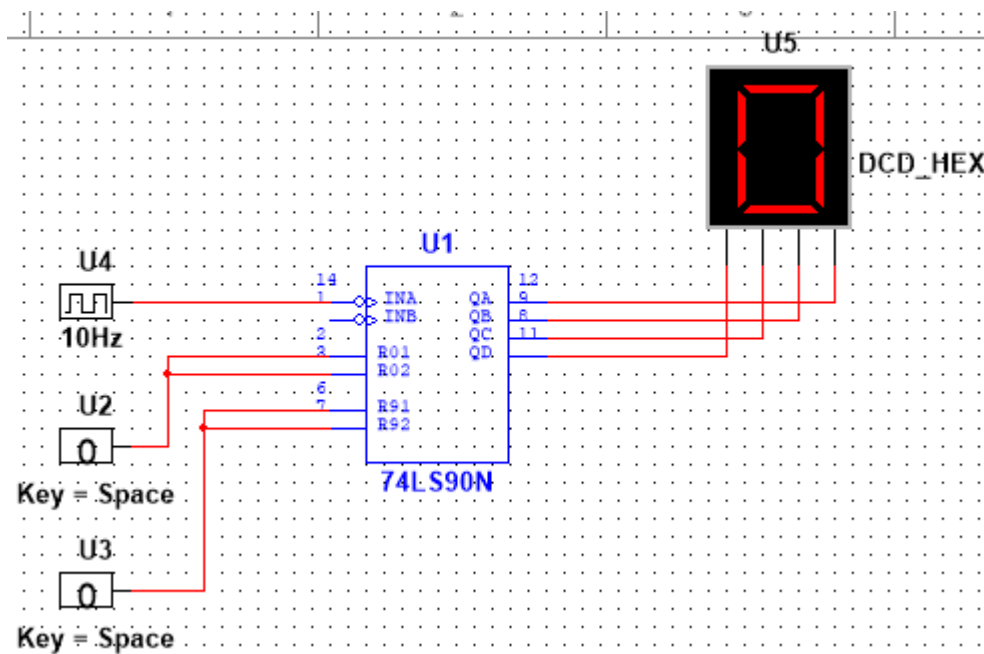 U5
DCD_HEX
U1
U4
10Hz
14
1
2
3
6
7
INA
INB
R01
R02
R91
R92
QA
QB
QC
QD
12
9
8
11
74LS90N
U2
0
Key = Space
U3
0
Key = Space